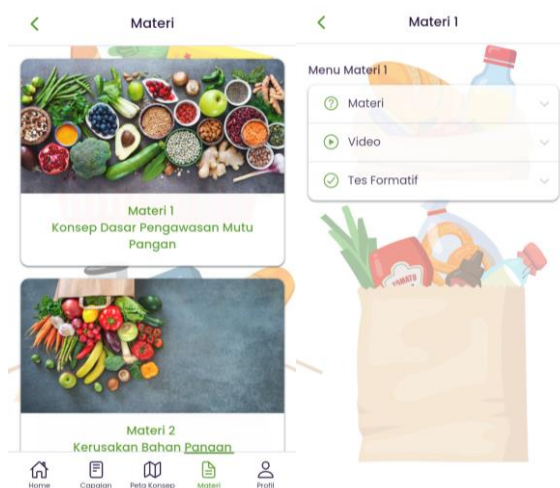 Materi
Materi 1
Konsep Dasar Pengawasan Mutu
Pangan
Materi 2
Kerusakan Bahan Pangan
Home
Capaian
Peta Konsep
Materi
Profil
Materi 1
Menu Materi 1
Materi
Video
Tes Formatif
TOMATO